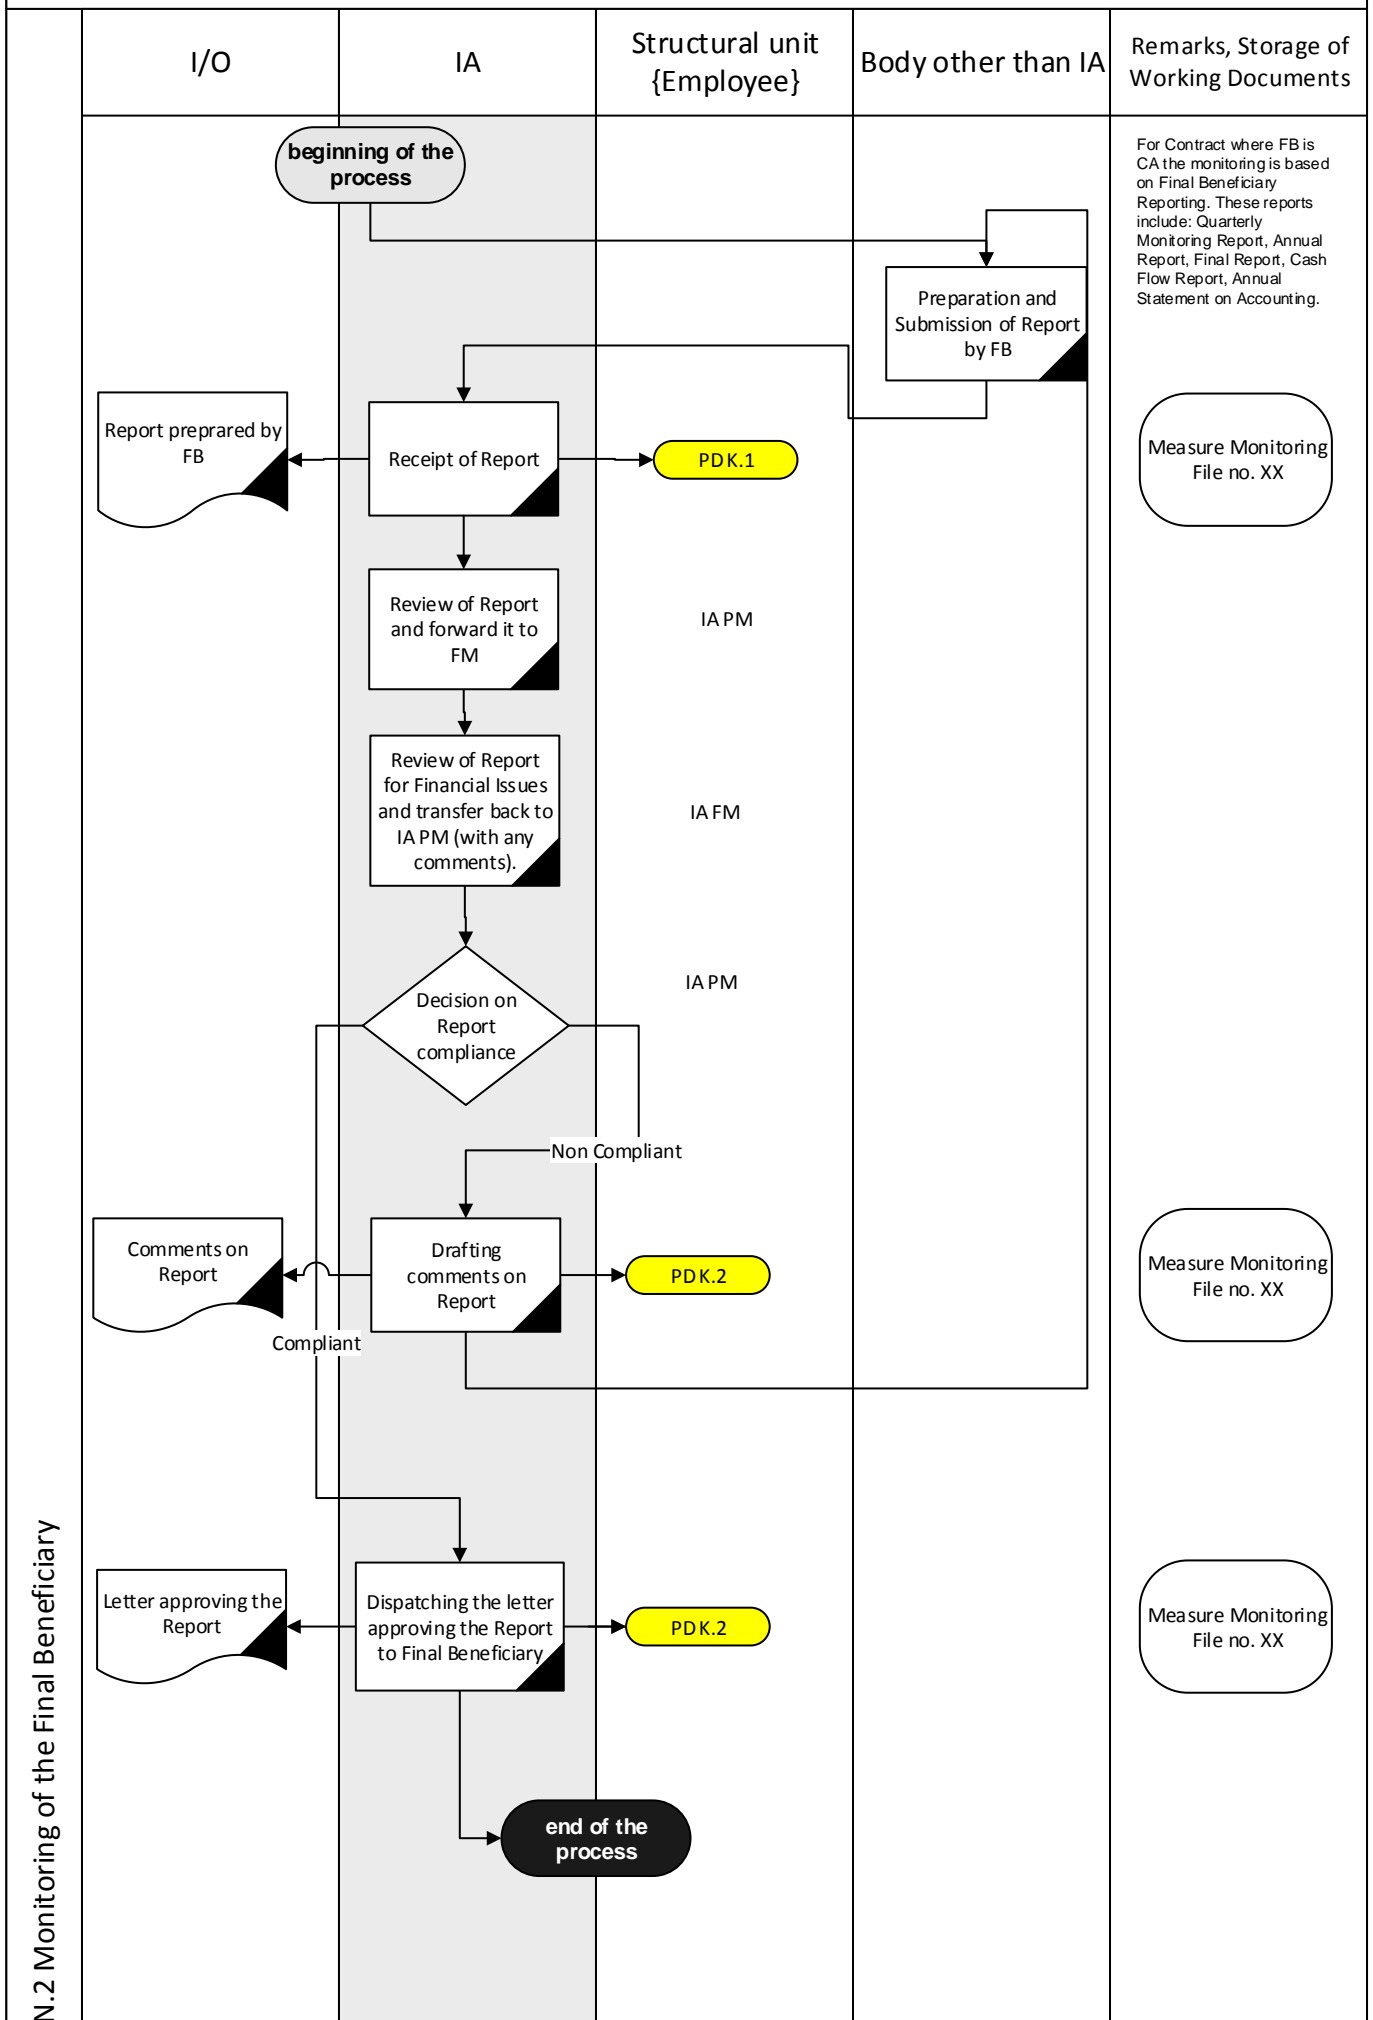 I/O
IA
Structural unit
{Employee}
Body other than IA
Remarks, Storage of
Working Documents
beginning of the
process
For Contract where FB is
CA the monitoring is based
on Final Beneficiary
Reporting. These reports
include: Quarterly
Monitoring Report, Annual
Report, Final Report, Cash
Flow Report, Annual
Statement on Accounting.
Preparation and
Submission of Report
by FB
Report preprared by
FB
Receipt of Report
PDK.1
Measure Monitoring
File no. XX
Review of Report
and forward it to
FM
IA PM
Review of Report
for Financial Issues
and transfer back to
IA PM (with any
comments).
IA FM
Decision on
Report
compliance
IA PM
Non Compliant
Comments on
Report
Drafting
comments on
Report
PDK.2
Measure Monitoring
File no. XX
Compliant
Letter approving the
Report
Dispatching the letter
approving the Report
to Final Beneficiary
PDK.2
Measure Monitoring
File no. XX
end of the
process
N.2 Monitoring of the Final Beneficiary